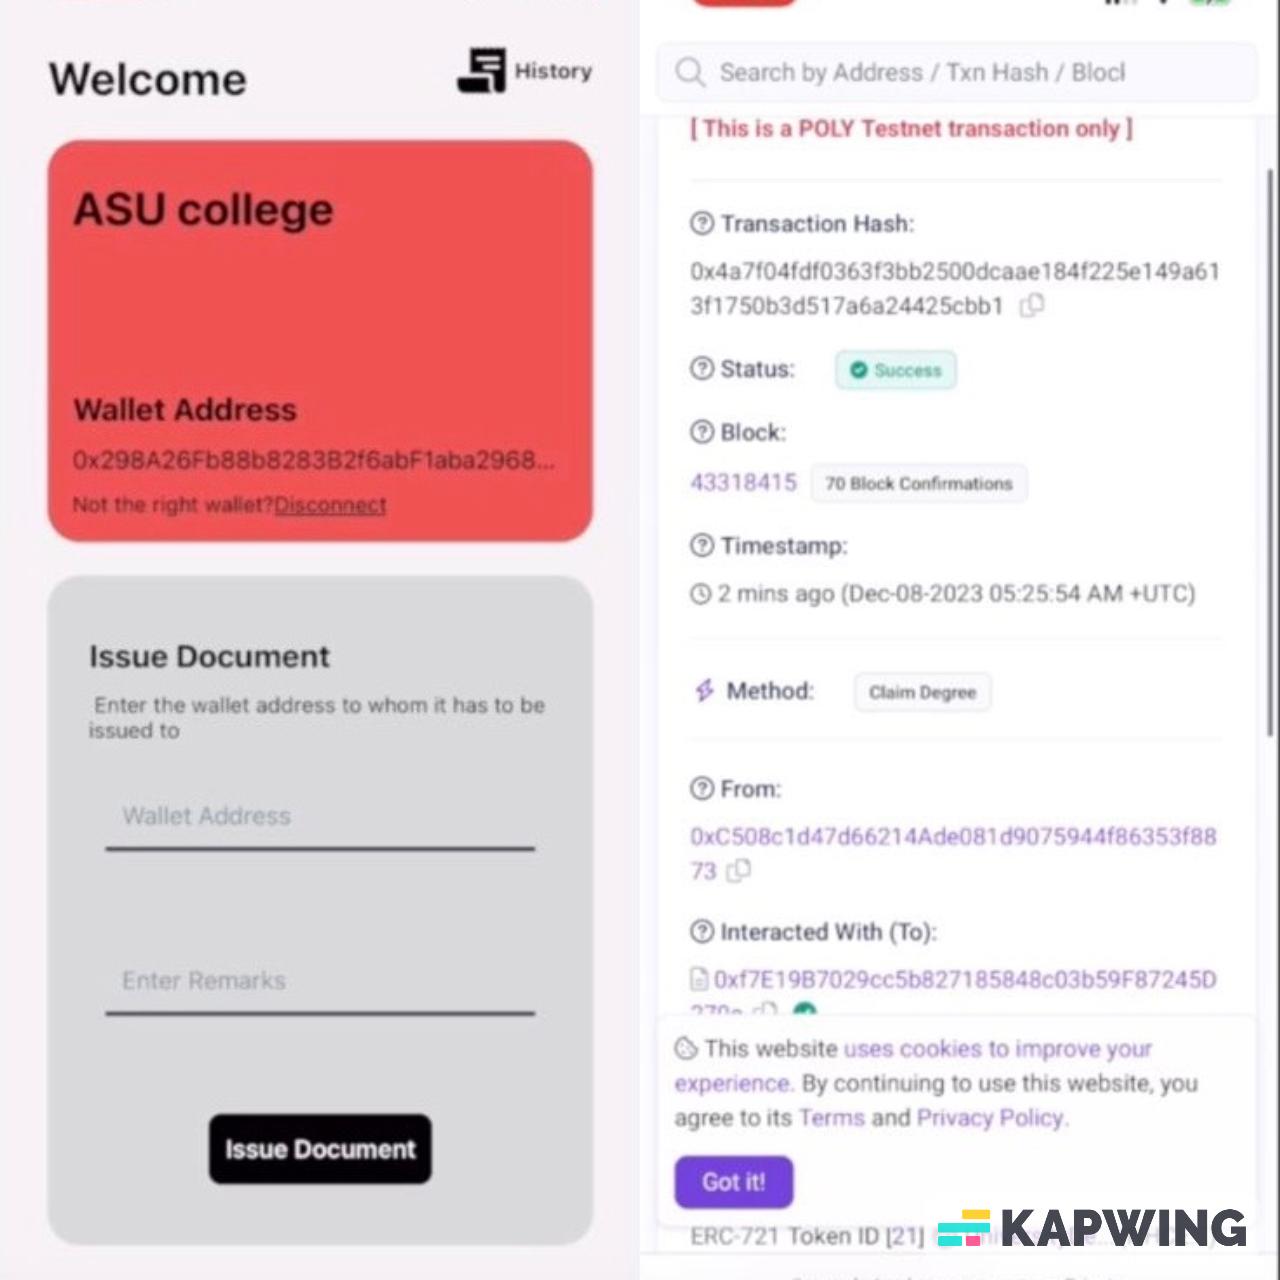 Welcome
History
ASU college
Wallet Address
0x298A26Fb88b8283B2f6abF1aba2968...
Not the right wallet?Disconnect
Issue Document
Enter the wallet address to whom it has to be
issued to
Wallet Address
Enter Remarks
Issue Document
Search by Address / Txn Hash / Block
[ This is a POLY Testnet transaction only ]
Transaction Hash:
0x4a7f04fdf0363f3bb2500dcaae184f225e149a61
3f1750b3d517a6a24425cbb1
Status: Success
Block:
43318415 70 Block Confirmations
Timestamp:
2 mins ago (Dec-08-2023 05:25:54 AM +UTC)
Method: Claim Degree
From:
0xC508c1d47d66214Ade081d9075944f86353f88
73
Interacted With (To):
0xf7E19B7029cc5b827185848c03b59F87245D
This website uses cookies to improve your
experience. By continuing to use this website, you
agree to its Terms and Privacy Policy.
Got it!
ERC-721 Token ID [21]
KAPWING